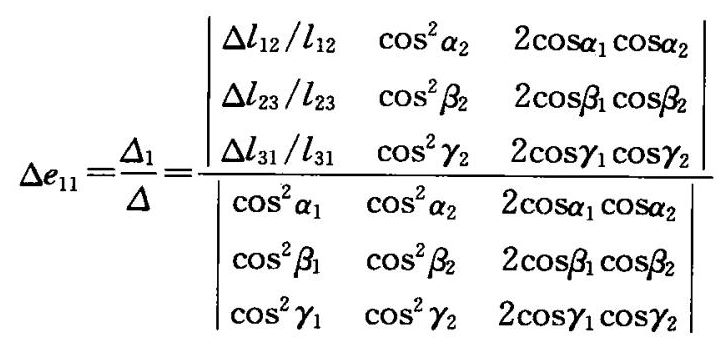 Δl₁₂/l₁₂ cos²α₂ 2cosα₁cosα₂
Δl₂₃/l₂₃ cos²β₂ 2cosβ₁cosβ₂
Δl₃₁/l₃₁ cos²γ₂ 2cosγ₁cosγ₂
Δe₁₁=Δ₁/Δ=
cos²α₁ cos²α₂ 2cosα₁cosα₂
cos²β₁ cos²β₂ 2cosβ₁cosβ₂
cos²γ₁ cos²γ₂ 2cosγ₁cosγ₂